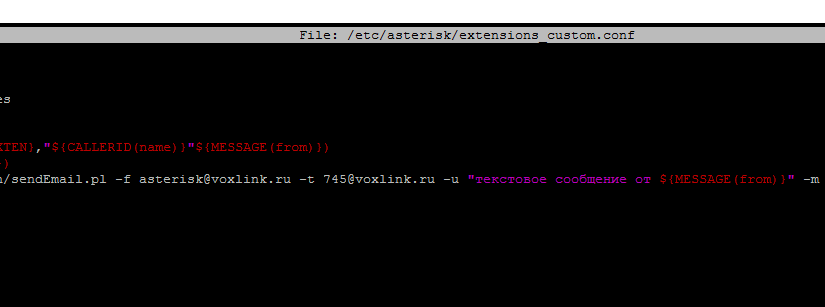 File: /etc/asterisk/extensions_custom.conf
es
XTEN},"${CALLERID(name)}"${MESSAGE(from)})
})
n/sendEmail.pl -f asterisk@voxlink.ru -t 745@voxlink.ru -u "текстовое сообщение от ${MESSAGE(from)}" -m